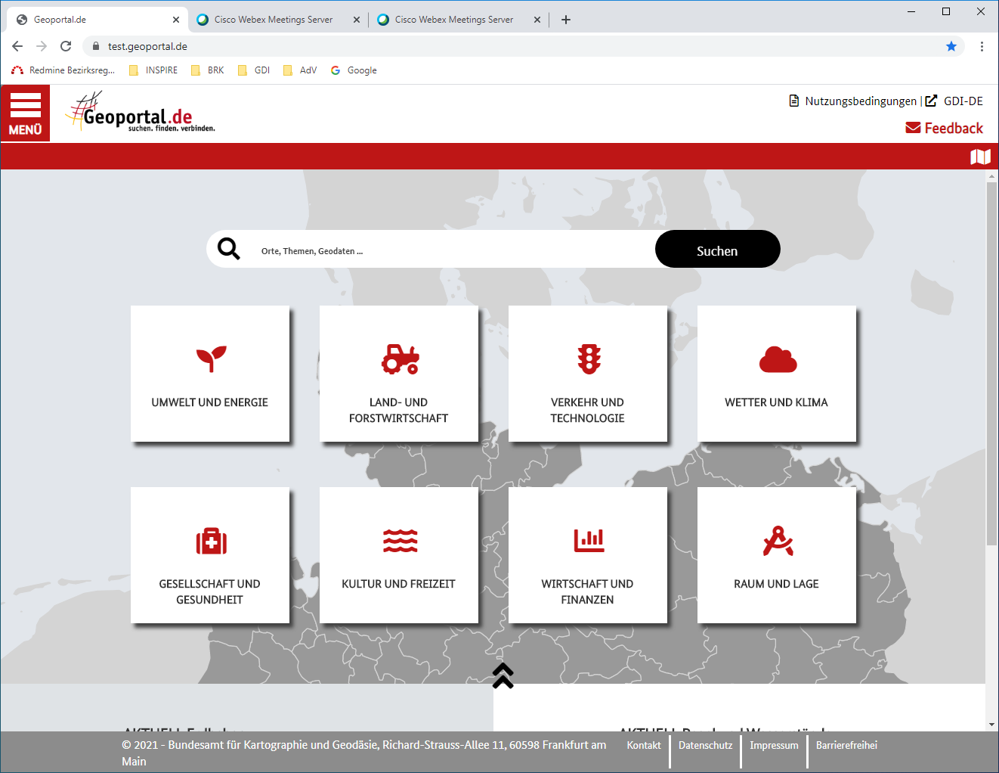 Geoportal.de
Cisco Webex Meetings Server
Cisco Webex Meetings Server
test.geoportal.de
Redmine Bezirksreg...
INSPIRE
BRK
GDI
AdV
Google
MENÜ
Geoportal.de
suchen. finden. verbinden.
Nutzungsbedingungen | GDI-DE
Feedback
Orte, Themen, Geodaten ...
Suchen
UMWELT UND ENERGIE
LAND- UND
FORSTWIRTSCHAFT
VERKEHR UND
TECHNOLOGIE
WETTER UND KLIMA
GESELLSCHAFT UND
GESUNDHEIT
KULTUR UND FREIZEIT
WIRTSCHAFT UND
FINANZEN
RAUM UND LAGE
© 2021 - Bundesamt für Kartographie und Geodäsie, Richard-Strauss-Allee 11, 60598 Frankfurt am
Main
Kontakt
Datenschutz
Impressum
Barrierefreihei